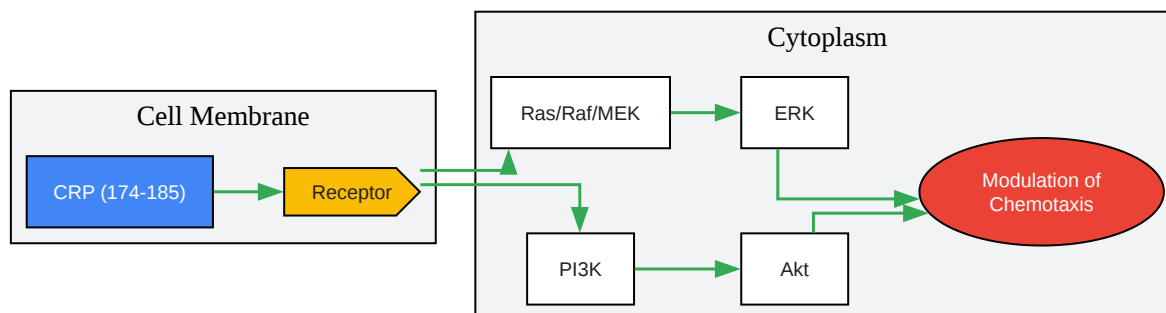 Cell Membrane
CRP (174-185)
Receptor
Cytoplasm
Ras/Raf/MEK
ERK
PI3K
Akt
Modulation of
Chemotaxis